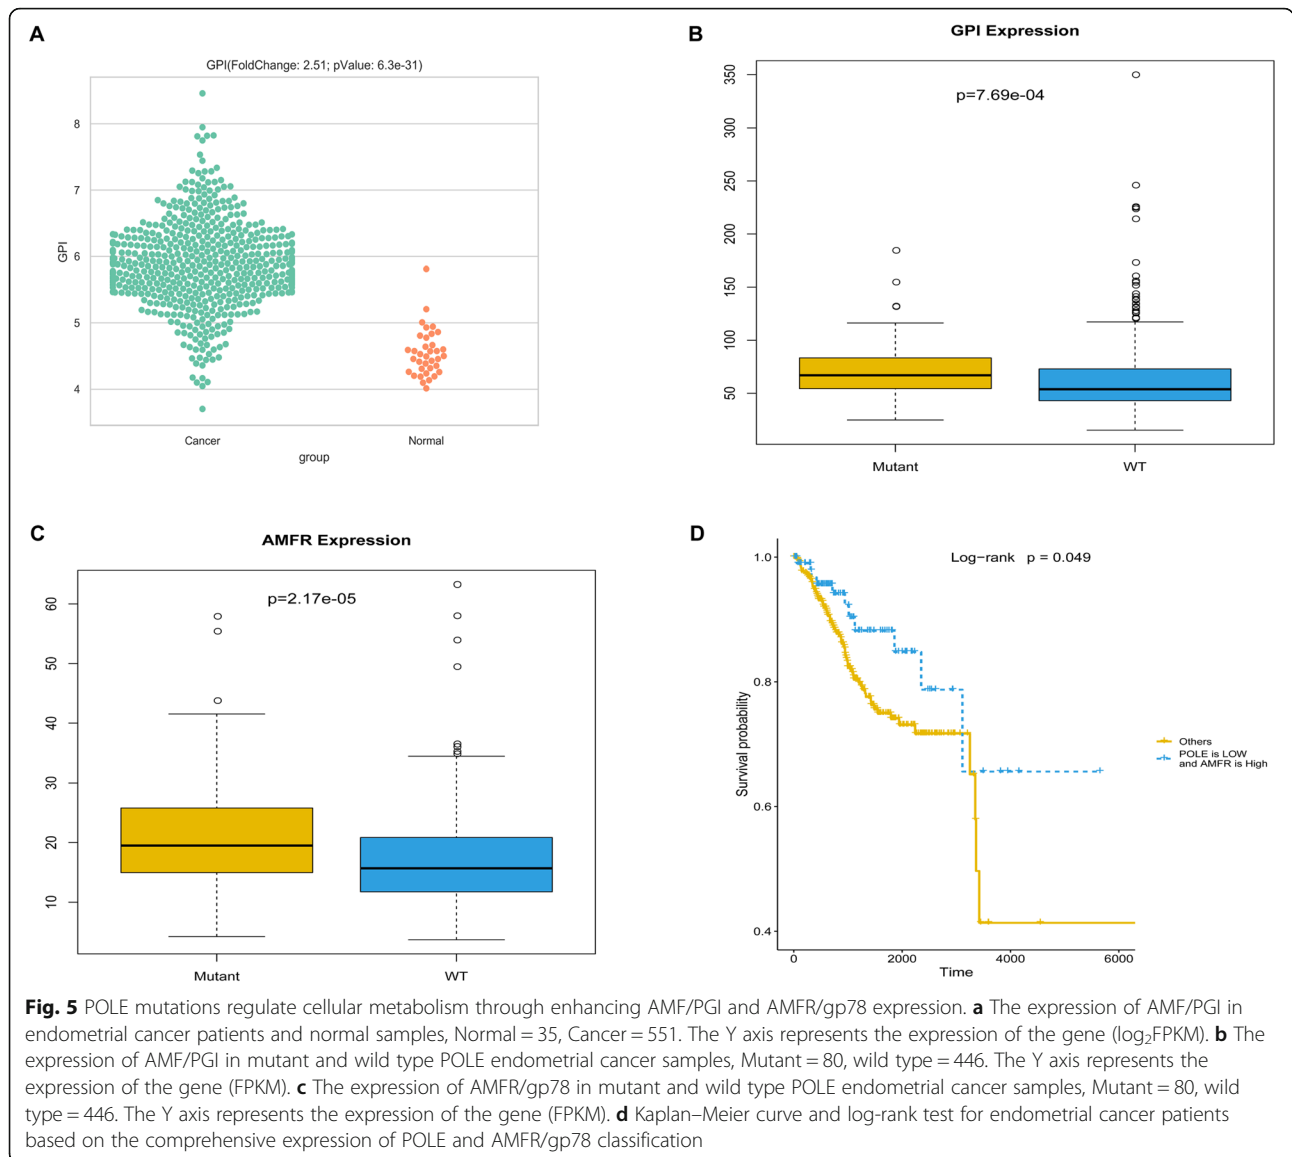 A
GPI(FoldChange: 2.51; pValue: 6.3e-31)
8
7
6
5
4
GPI
Cancer
Normal
group
B
GPI Expression
p=7.69e-04
350
300
250
200
150
100
50
Mutant
WT
C
AMFR Expression
p=2.17e-05
60
50
40
30
20
10
Mutant
WT
D
Log−rank p = 0.049
1.0
0.8
0.6
0.4
Survival probability
0
2000
4000
6000
Time
Others
POLE is LOW
and AMFR is High
Fig. 5 POLE mutations regulate cellular metabolism through enhancing AMF/PGI and AMFR/gp78 expression. a The expression of AMF/PGI in
endometrial cancer patients and normal samples, Normal = 35, Cancer = 551. The Y axis represents the expression of the gene (log₂FPKM). b The
expression of AMF/PGI in mutant and wild type POLE endometrial cancer samples, Mutant = 80, wild type = 446. The Y axis represents the
expression of the gene (FPKM). c The expression of AMFR/gp78 in mutant and wild type POLE endometrial cancer samples, Mutant = 80, wild
type = 446. The Y axis represents the expression of the gene (FPKM). d Kaplan–Meier curve and log-rank test for endometrial cancer patients
based on the comprehensive expression of POLE and AMFR/gp78 classification